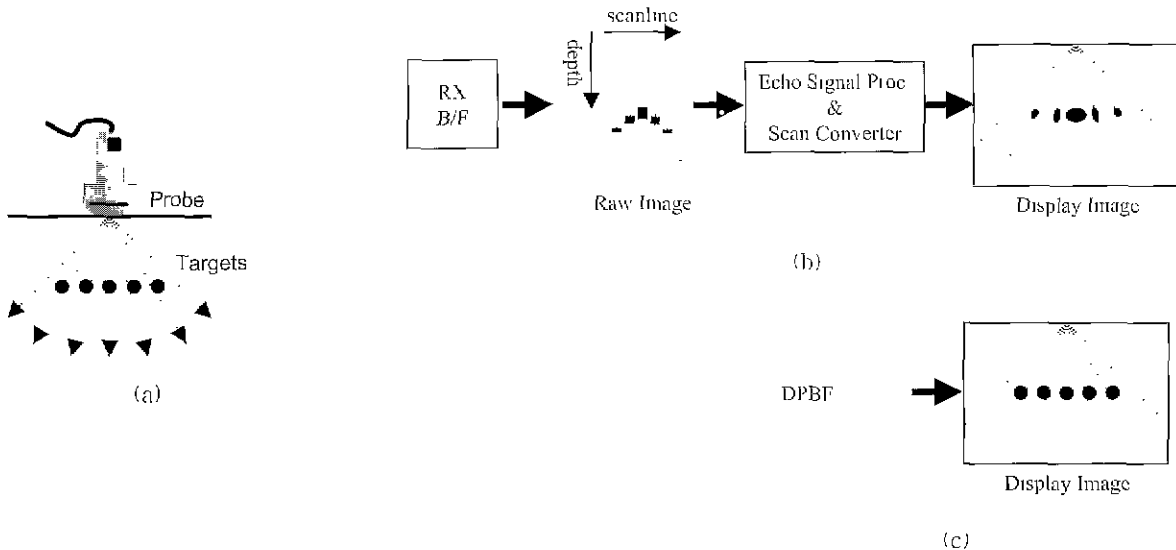 Probe
Targets
(a)
scanline
depth
RX
B/F
Raw Image
Echo Signal Proc
&
Scan Converter
Display Image
(b)
DPBF
Display Image
(c)